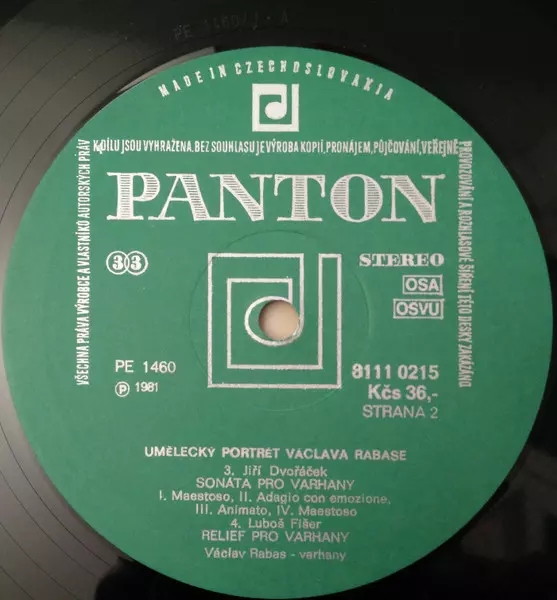 MADE IN CZECHOSLOVAKIA
VŠECHNA PRÁVA VÝROBCE A VLASTNÍKŮ AUTORSKÝCH PRÁV K DÍLU JSOU VYHRAŽENA. BEZ SOUHLASU JE VÝROBA KOPIÍ, PRONÁJEM, PŮJČOVÁNÍ, VEŘEJNÉ PROVOZOVÁNÍ A ROZHLASOVÉ ŠÍŘENÍ TÉTO DESKY ZAKÁZÁNO
PANTON
33
STEREO
OSA
OSVU
PE 1460
8111 0215
Ⓟ 1981
Kčs 36,-
STRANA 2
UMĚLECKÝ PORTRÉT VÁCLAVA RABASE
3. Jiří Dvořáček
SONÁTA PRO VARHANY
I. Maestoso, II. Adagio con emozione,
III. Animato, IV. Maestoso
4. Luboš Fišer
RELIEF PRO VARHANY
Václav Rabas - varhany